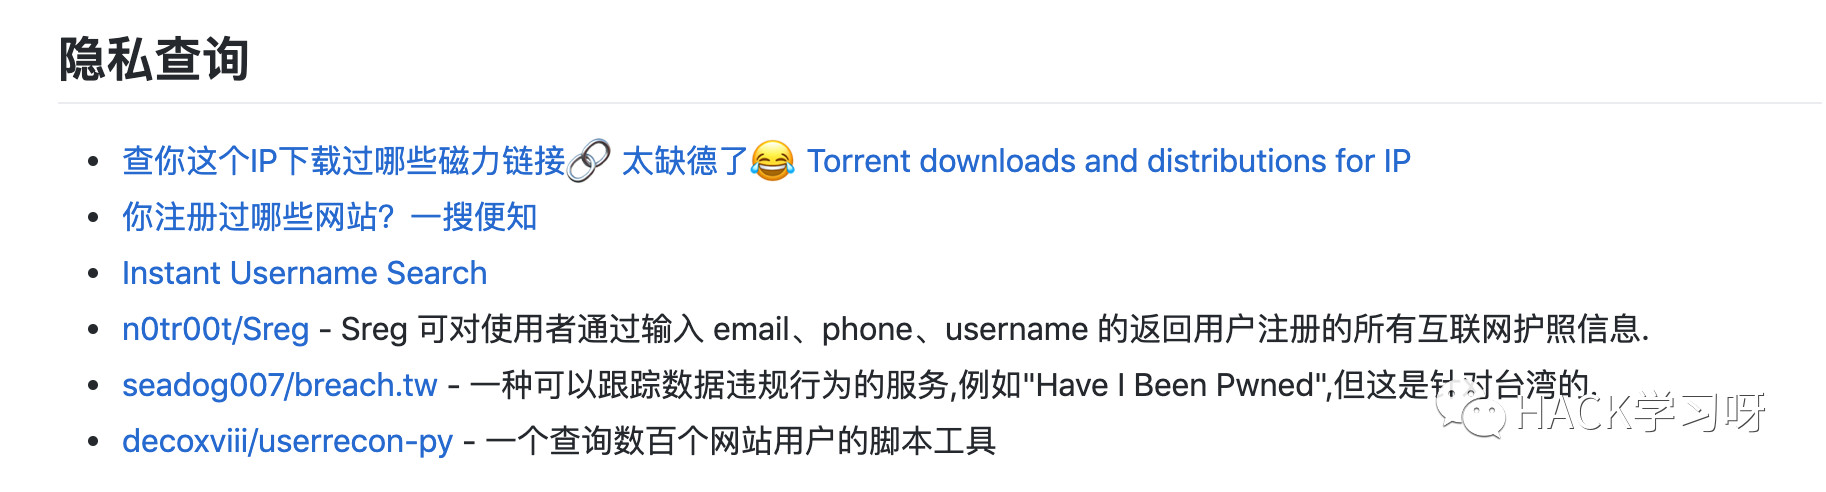 隐私查询
查你这个IP下载过哪些磁力链接🔗 太缺德了😂 Torrent downloads and distributions for IP
你注册过哪些网站？一搜便知
Instant Username Search
n0tr00t/Sreg - Sreg 可对使用者通过输入 email、phone、username 的返回用户注册的所有互联网护照信息.
seadog007/breach.tw - 一种可以跟踪数据违规行为的服务,例如"Have I Been Pwned",但这是针对台湾的.
HACK学习呀
decoxviii/userrecon-py - 一个查询数百个网站用户的脚本工具